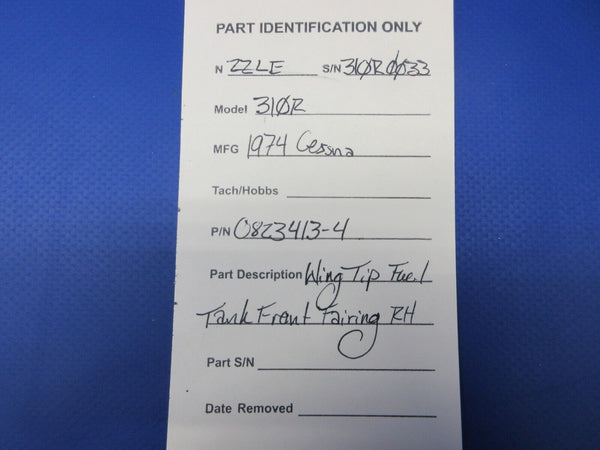 PART IDENTIFICATION ONLY
N 22LE S/N 310R0033
Model 310R
MFG 1974 Cessna
Tach/Hobbs
P/N 0823413-4
Part Description Wing Tip Fuel
Tank Front Fairing RH
Part S/N
Date Removed